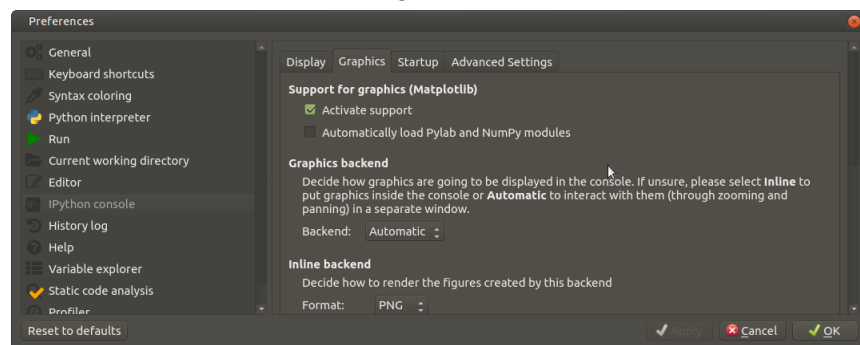 Preferences
General
Keyboard shortcuts
Syntax coloring
Python interpreter
Run
Current working directory
Editor
IPython console
History log
Help
Variable explorer
Static code analysis
Profiler
Reset to defaults
Display Graphics Startup Advanced Settings
Support for graphics (Matplotlib)
Activate support
Automatically load Pylab and NumPy modules
Graphics backend
Decide how graphics are going to be displayed in the console. If unsure, please select Inline to
put graphics inside the console or Automatic to interact with them (through zooming and
panning) in a separate window.
Backend: Automatic
Inline backend
Decide how to render the figures created by this backend
Format: PNG
Apply Cancel OK